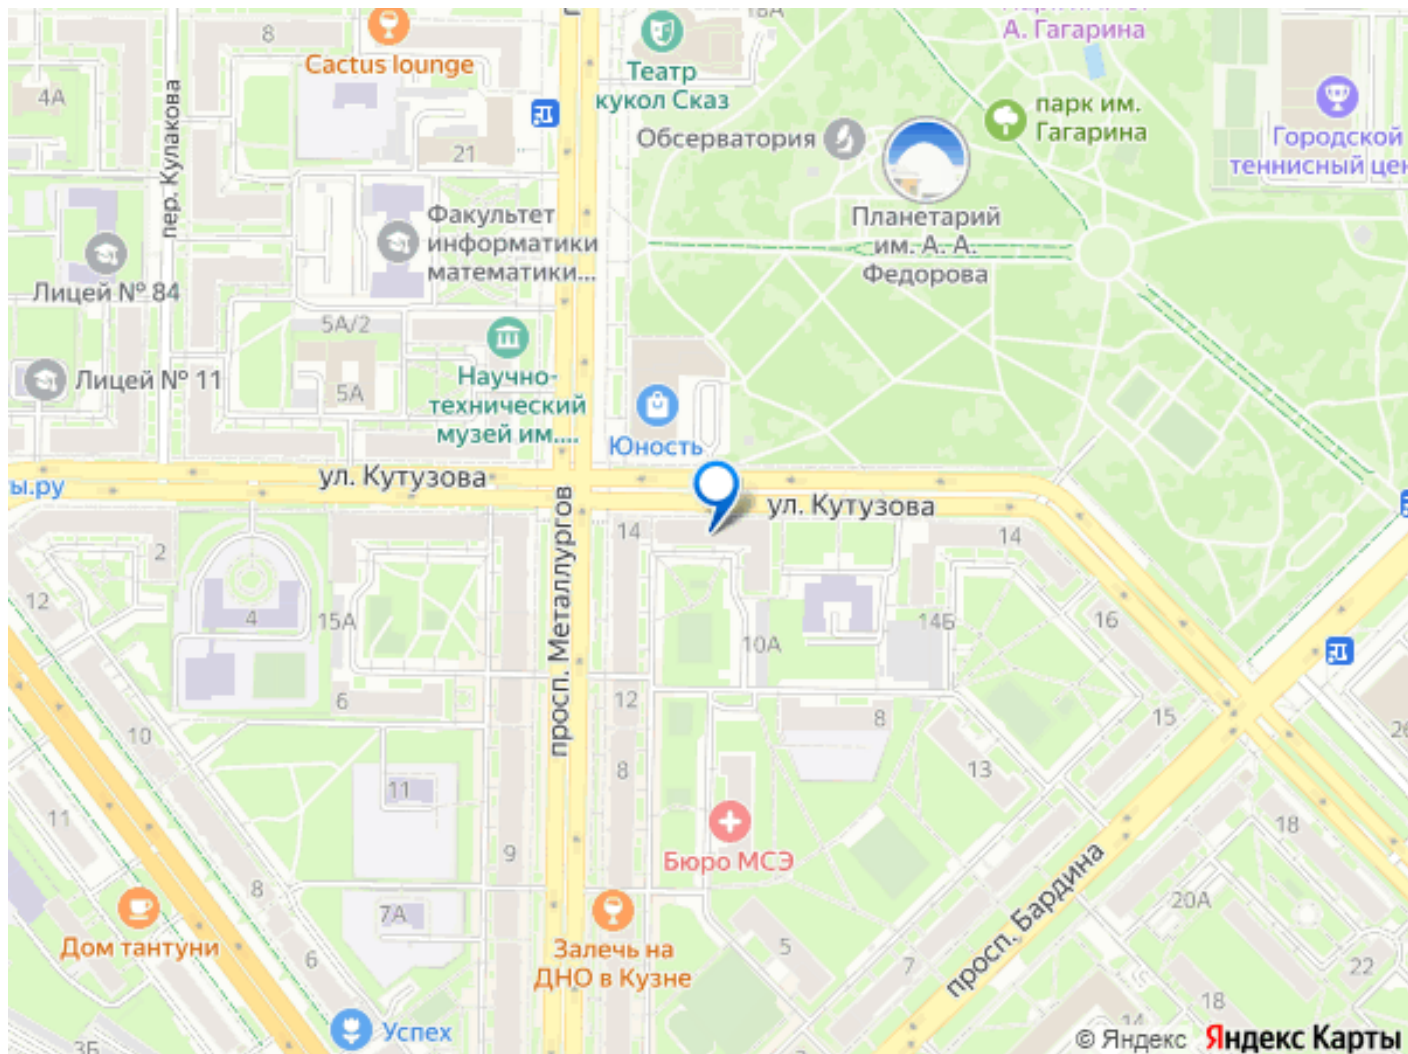 18А
8
Cactus lounge
Театр
кукол Сказ
А. Гагарина
парк им.
Гагарина
Городской
теннисный цен
4А
пер. Кулакова
21
Обсерватория
Планетарий
им. А. А.
Федорова
Факультет
информатики
математики...
Лицей № 84
5А/2
Лицей № 11
5А
Научно-
технический
музей им....
Юность
ы.ру
ул. Кутузова
ул. Кутузова
просп. Металлургов
2
14
14
12
4
15А
10А
14Б
16
6
12
8
15
10
26
11
8
13
11
18
Бюро МСЭ
9
8
7А
20А
просп. Бардина
Дом тантуни
6
Залечь на
ДНО в Кузне
5
7
22
18
Успех
3Б
14
© Яндекс Яндекс Карты